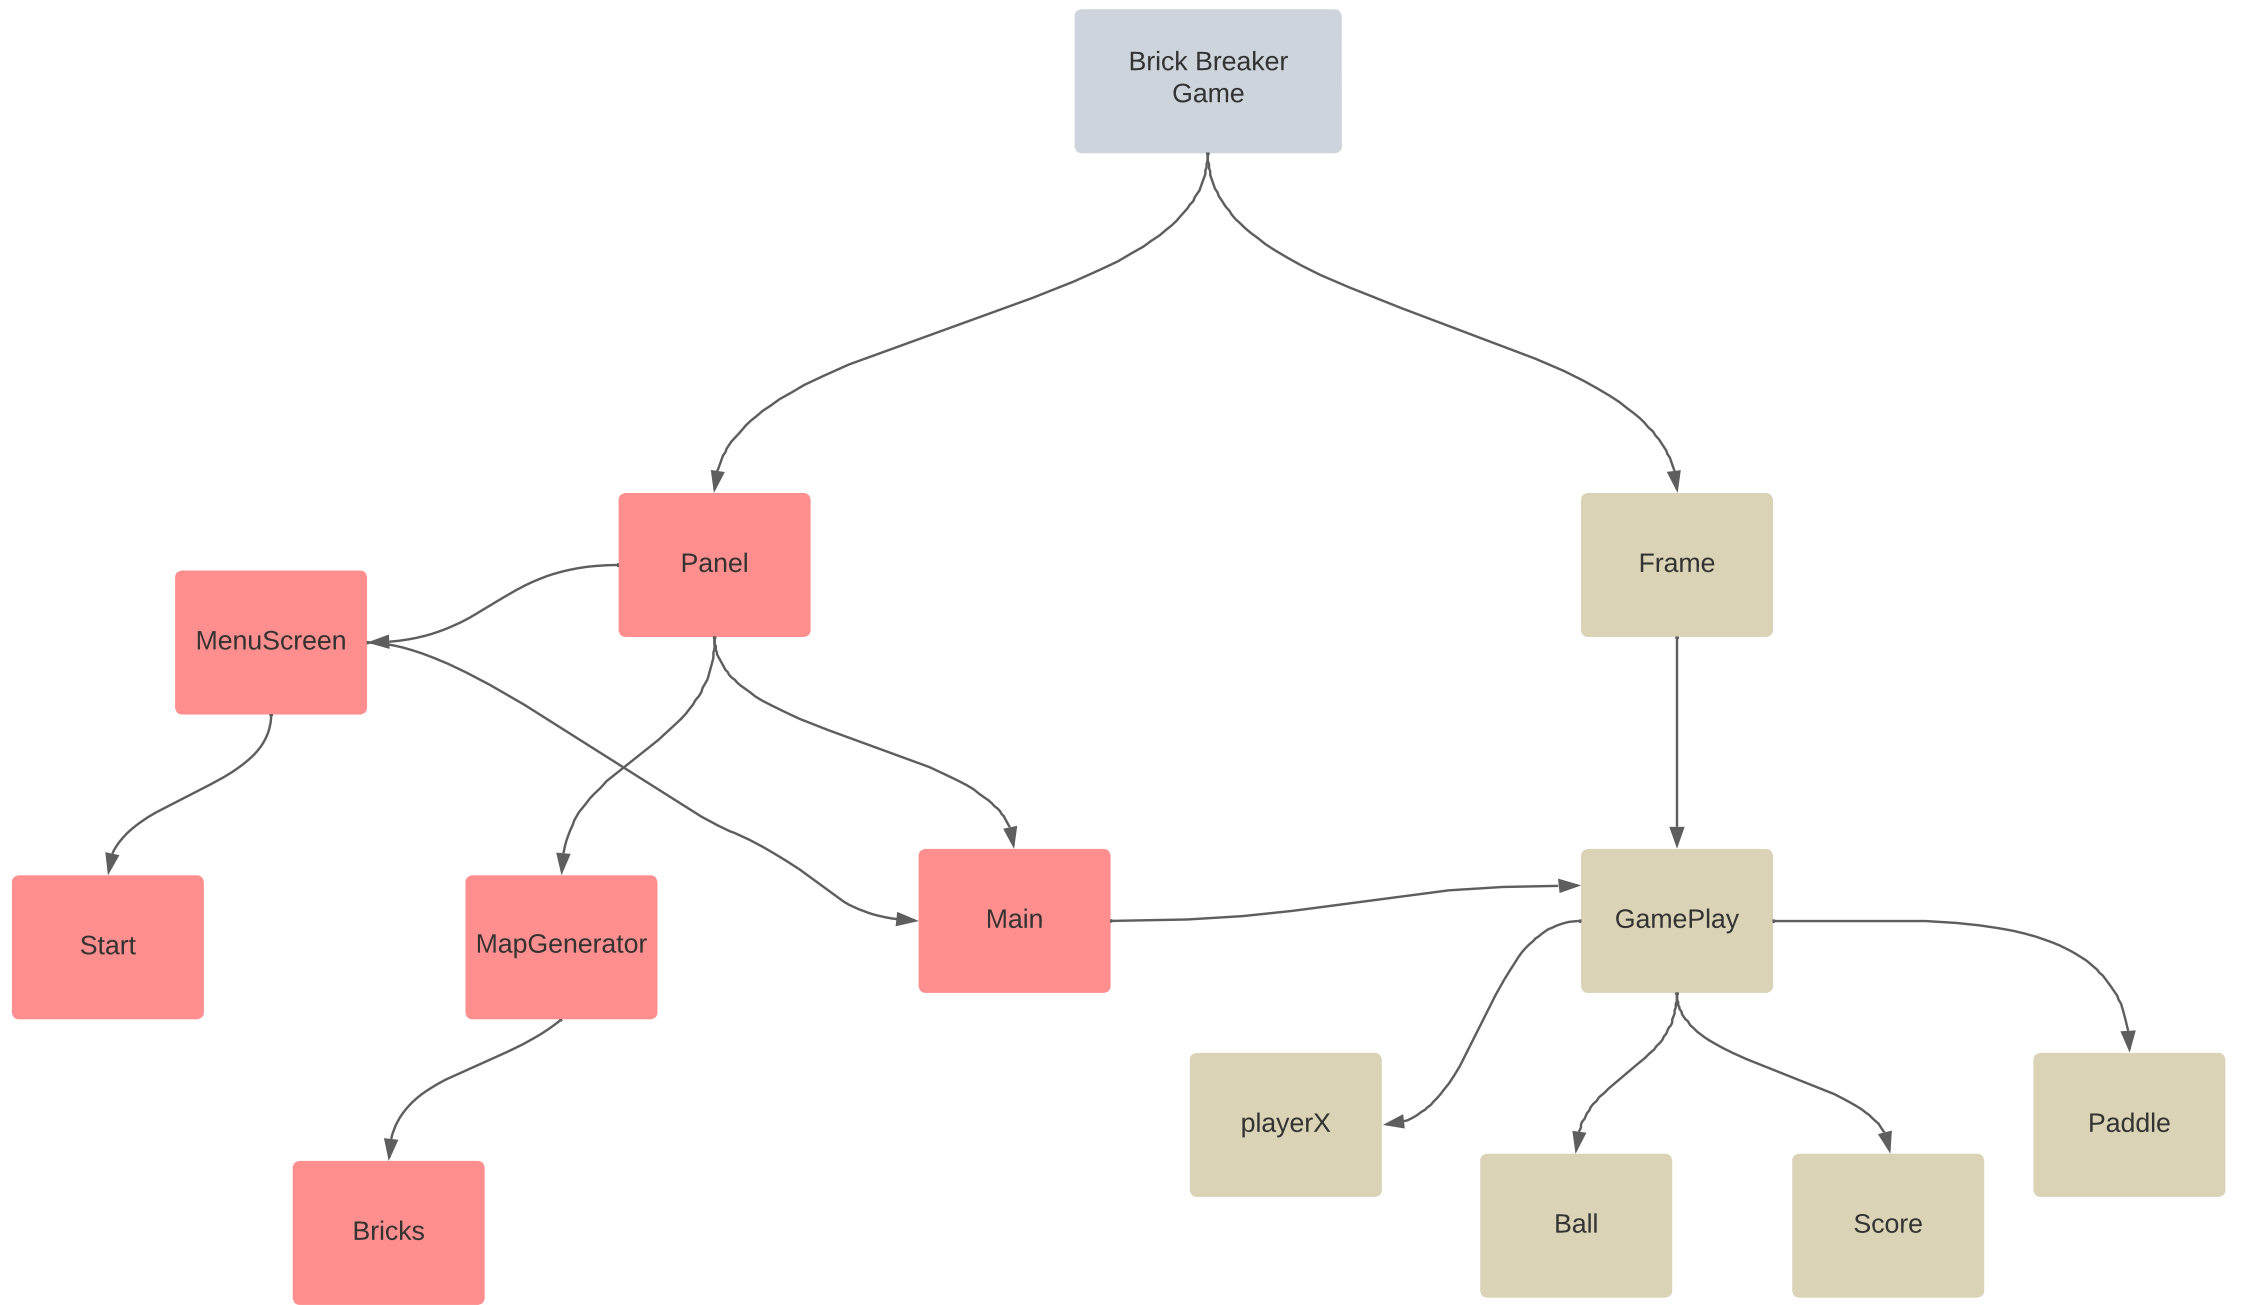 Brick Breaker
Game
Panel
Frame
MenuScreen
Start
MapGenerator
Main
GamePlay
playerX
Paddle
Bricks
Ball
Score